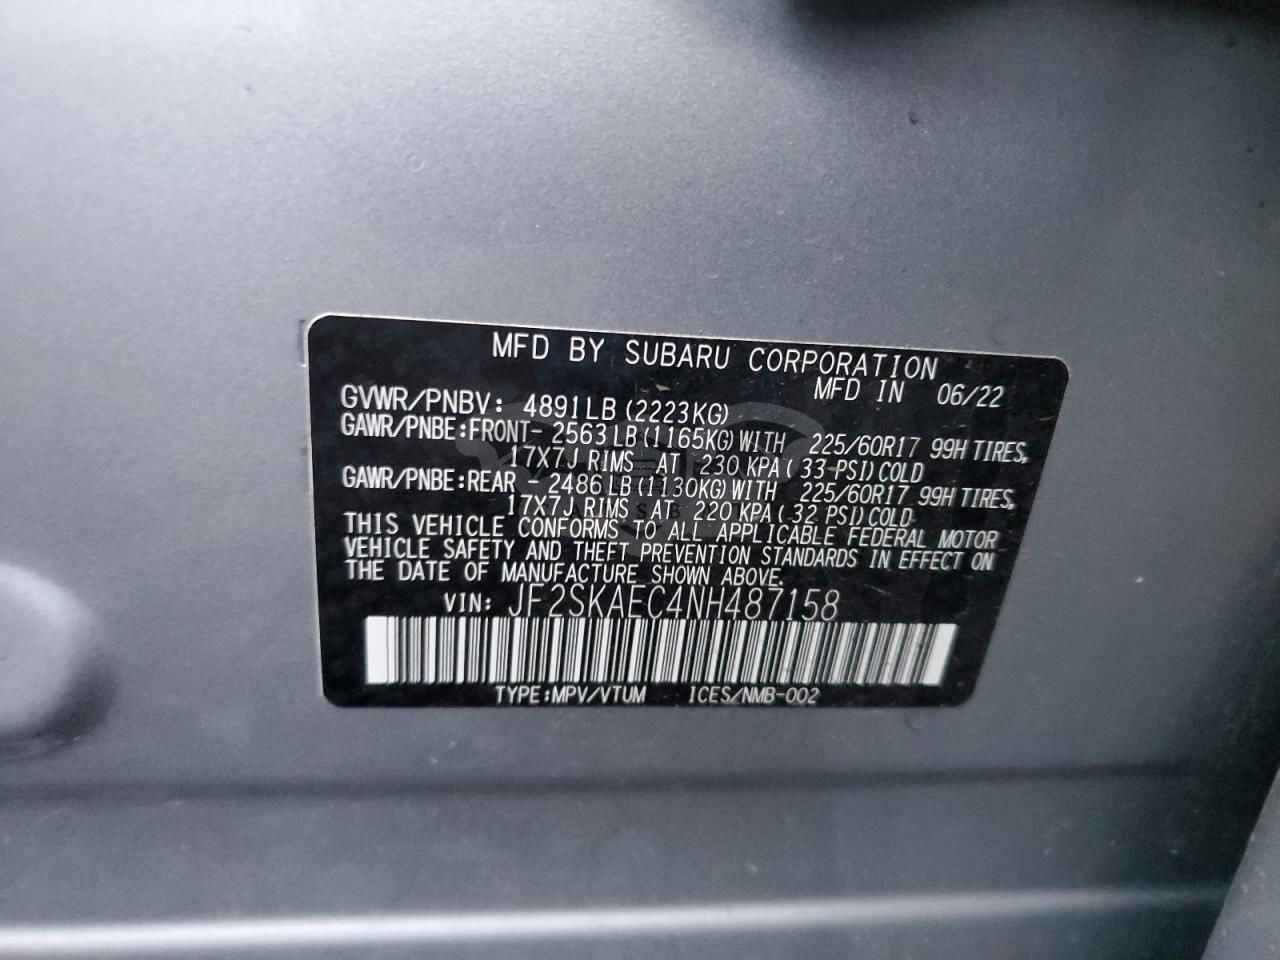 MFD BY SUBARU CORPORATION
MFD IN 06/22
GVWR/PNBV: 4891LB (2223KG)
GAWR/PNBE:FRONT- 2563LB(1165KG)WITH 225/60R17 99H TIRES,
17X7J RIMS AT 230 KPA( 33 PSI)COLD
GAWR/PNBE:REAR 2486LB(1130KG)WITH 225/60R17 99H TIRES,
17X7J RIMS AT 220 KPA(32 PSI)COLD-
THIS VEHICLE CONFORMS TO ALL APPLICABLE FEDERAL MOTOR
VEHICLE SAFETY AND THEFT PREVENTION STANDARDS IN EFFECT ON
THE DATE OF MANUFACTURE SHOWN ABOVE.
VIN: JF2SKAEC4NH487158
TYPE:MPV/VTUM ICES/NMB-002